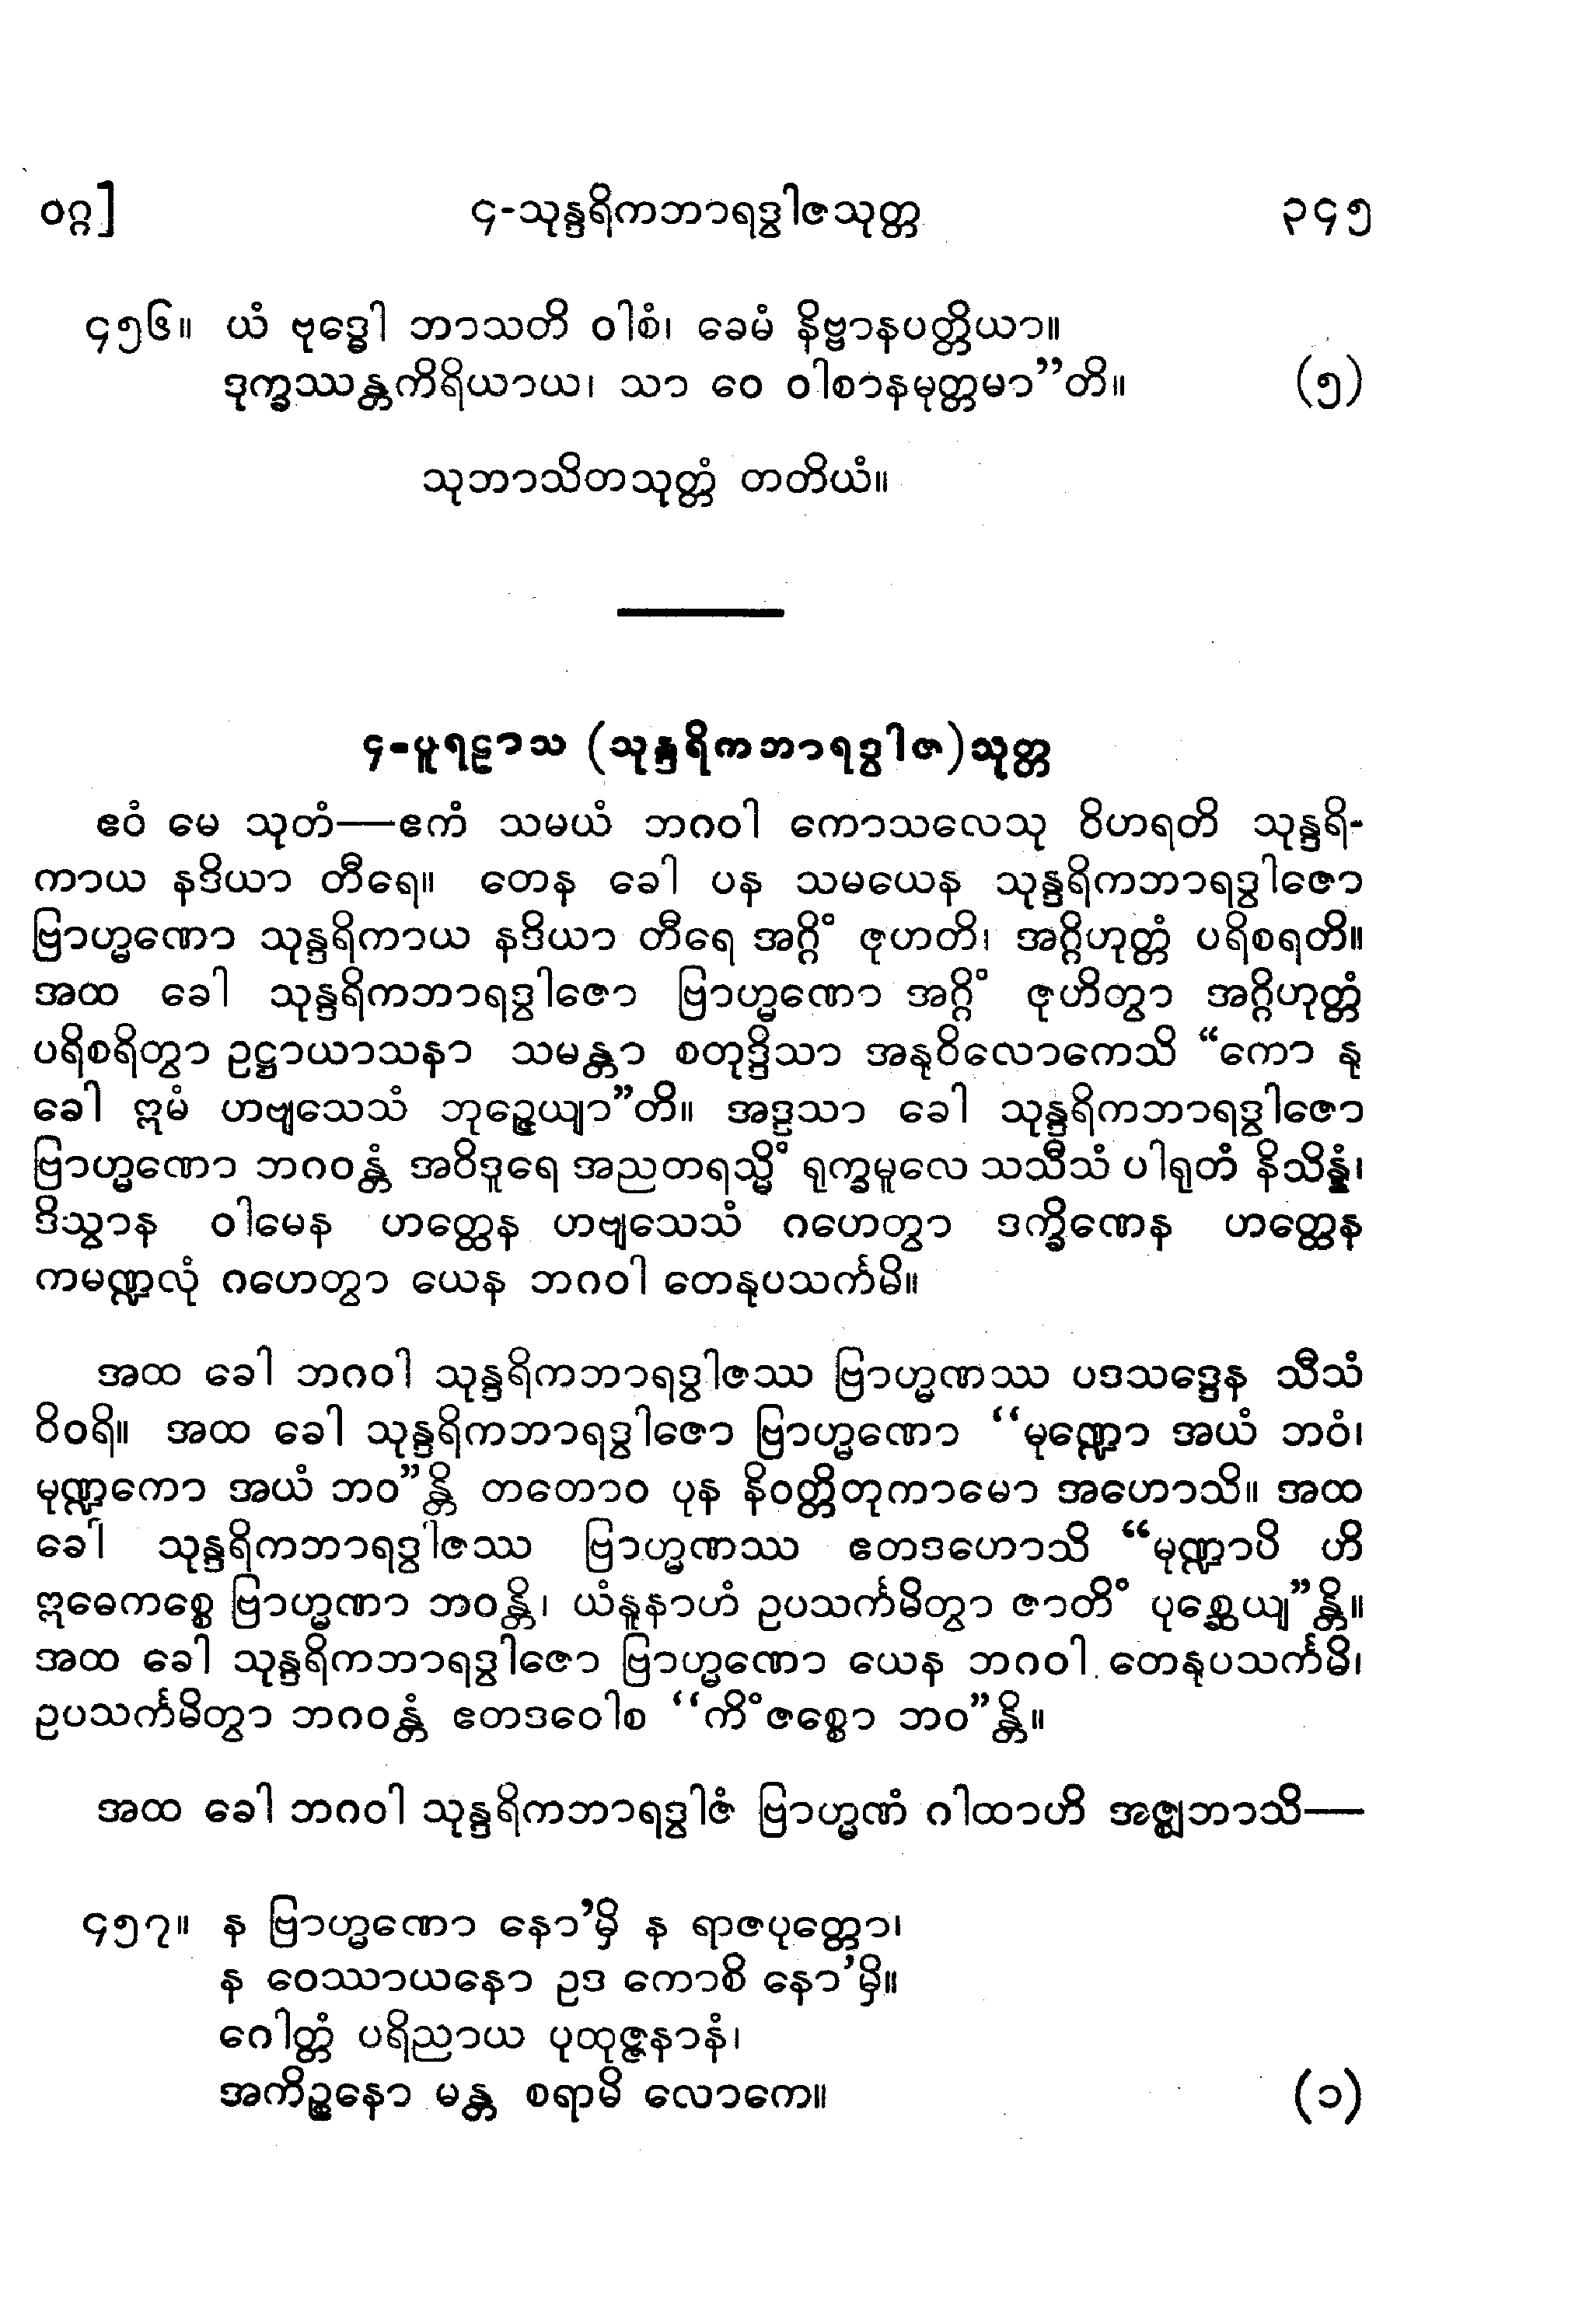 ဝဂ္ဂ]	၄-သုန္ဒရိကဘာရဒွါဇသုတ္တ	၃၄၅
၄၅၆။ ယံ ဗုဒ္ဓေါ ဘာသတိ ဝါစံ၊ ခေမံ နိဗ္ဗာနပတ္တိယာ။
ဒုက္ခဿန္တကိရိယာယ၊ သာ ဝေ ဝါစာနမုတ္တမာ”တိ။ (၅)
သုဘာသိတသုတ္တံ တတိယံ။
၄-ပူရဠာသ (သုန္ဒရိကဘာရဒွါဇ)သုတ္တ
ဧဝံ မေ သုတံ—ဧကံ သမယံ ဘဂဝါ ကောသလေသု ဝိဟရတိ သုန္ဒရိ-
ကာယ နဒိယာ တီရေ။ တေန ခေါ ပန သမယေန သုန္ဒရိကဘာရဒွါဇော
ဗြာဟ္မဏော သုန္ဒရိကာယ နဒိယာ တီရေ အဂ္ဂိံ ဇုဟတိ၊ အဂ္ဂိဟုတ္တံ ပရိစရတိ။
အထ ခေါ သုန္ဒရိကဘာရဒွါဇော ဗြာဟ္မဏော အဂ္ဂိံ ဇုဟိတွာ အဂ္ဂိဟုတ္တံ
ပရိစရိတွာ ဥဋ္ဌာယာသနာ သမန္တာ စတုဒ္ဒိသာ အနုဝိလောကေသိ “ကော နု
ခေါ ဣမံ ဟဗျသေသံ ဘုဉ္ဇေယျာ”တိ။ အဒ္ဒသာ ခေါ သုန္ဒရိကဘာရဒွါဇော
ဗြာဟ္မဏော ဘဂဝန္တံ အဝိဒူရေ အညတရသ္မိံ ရုက္ခမူလေ သသီသံ ပါရုတံ နိသိန္နံ၊
ဒိသွာန ဝါမေန ဟတ္ထေန ဟဗျသေသံ ဂဟေတွာ ဒက္ခိဏေန ဟတ္ထေန
ကမဏ္ဍလုံ ဂဟေတွာ ယေန ဘဂဝါ တေနုပသင်္ကမိ။
အထ ခေါ ဘဂဝါ သုန္ဒရိကဘာရဒွါဇဿ ဗြာဟ္မဏဿ ပဒသဒ္ဒေန သီသံ
ဝိဝရိ။ အထ ခေါ သုန္ဒရိကဘာရဒွါဇော ဗြာဟ္မဏော “မုဏ္ဍော အယံ ဘဝံ၊
မုဏ္ဍကော အယံ ဘဝ”န္တိ တတောဝ ပုန နိဝတ္တိတုကာမော အဟောသိ။ အထ
ခေါ သုန္ဒရိကဘာရဒွါဇဿ ဗြာဟ္မဏဿ ဧတဒဟောသိ “မုဏ္ဍာပိ ဟိ
ဣဓေကစ္စေ ဗြာဟ္မဏာ ဘဝန္တိ၊ ယံနူနာဟံ ဥပသင်္ကမိတွာ ဇာတိံ ပုစ္ဆေယျ”န္တိ။
အထ ခေါ သုန္ဒရိကဘာရဒွါဇော ဗြာဟ္မဏော ယေန ဘဂဝါ တေနုပသင်္ကမိ၊
ဥပသင်္ကမိတွာ ဘဂဝန္တံ ဧတဒဝေါစ “ကိံဇစ္စော ဘဝ”န္တိ။
အထ ခေါ ဘဂဝါ သုန္ဒရိကဘာရဒွါဇံ ဗြာဟ္မဏံ ဂါထာဟိ အဇ္ဈဘာသိ—
၄၅၇။ န ဗြာဟ္မဏော နော’မှိ န ရာဇပုတ္တော၊
န ဝေဿာယနော ဥဒ ကောစိ နော’မှိ။
ဂေါတ္တံ ပရိညာယ ပုထုဇ္ဇနာနံ၊
အကိဉ္စနော မန္တ စရာမိ လောကေ။ (၁)